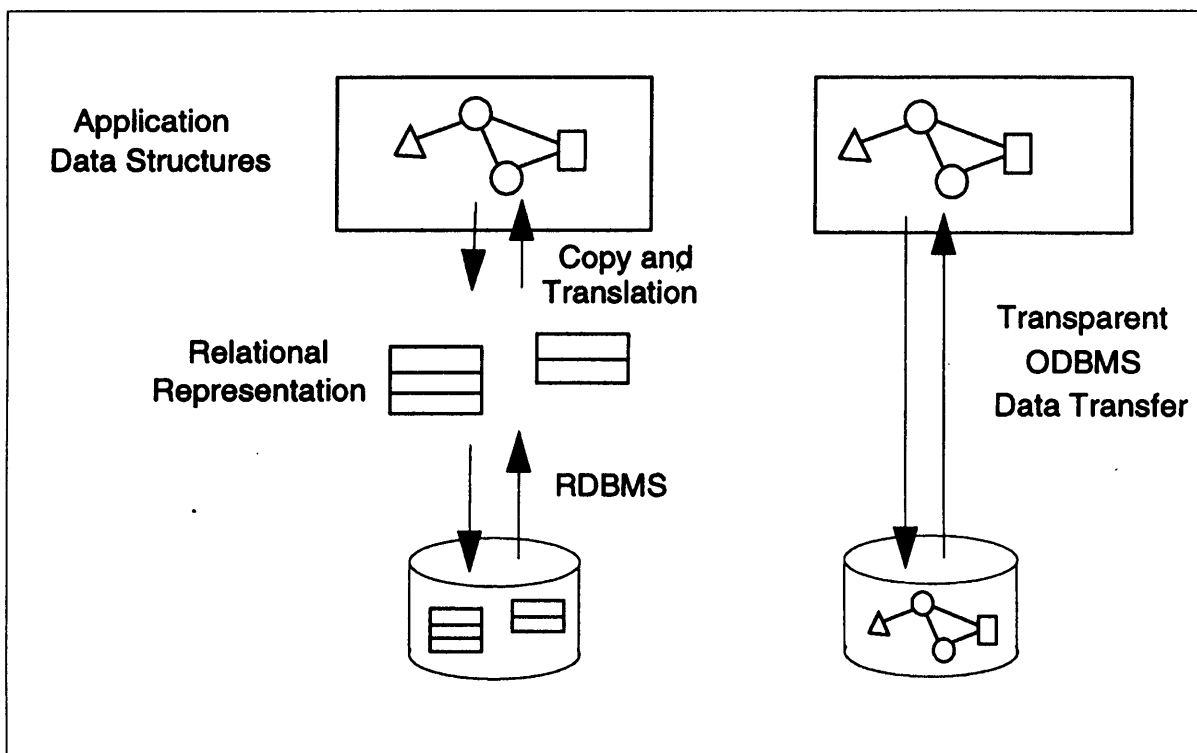 Application
Data Structures
Copy and
Translation
Relational
Representation
RDBMS
Transparent
ODBMS
Data Transfer